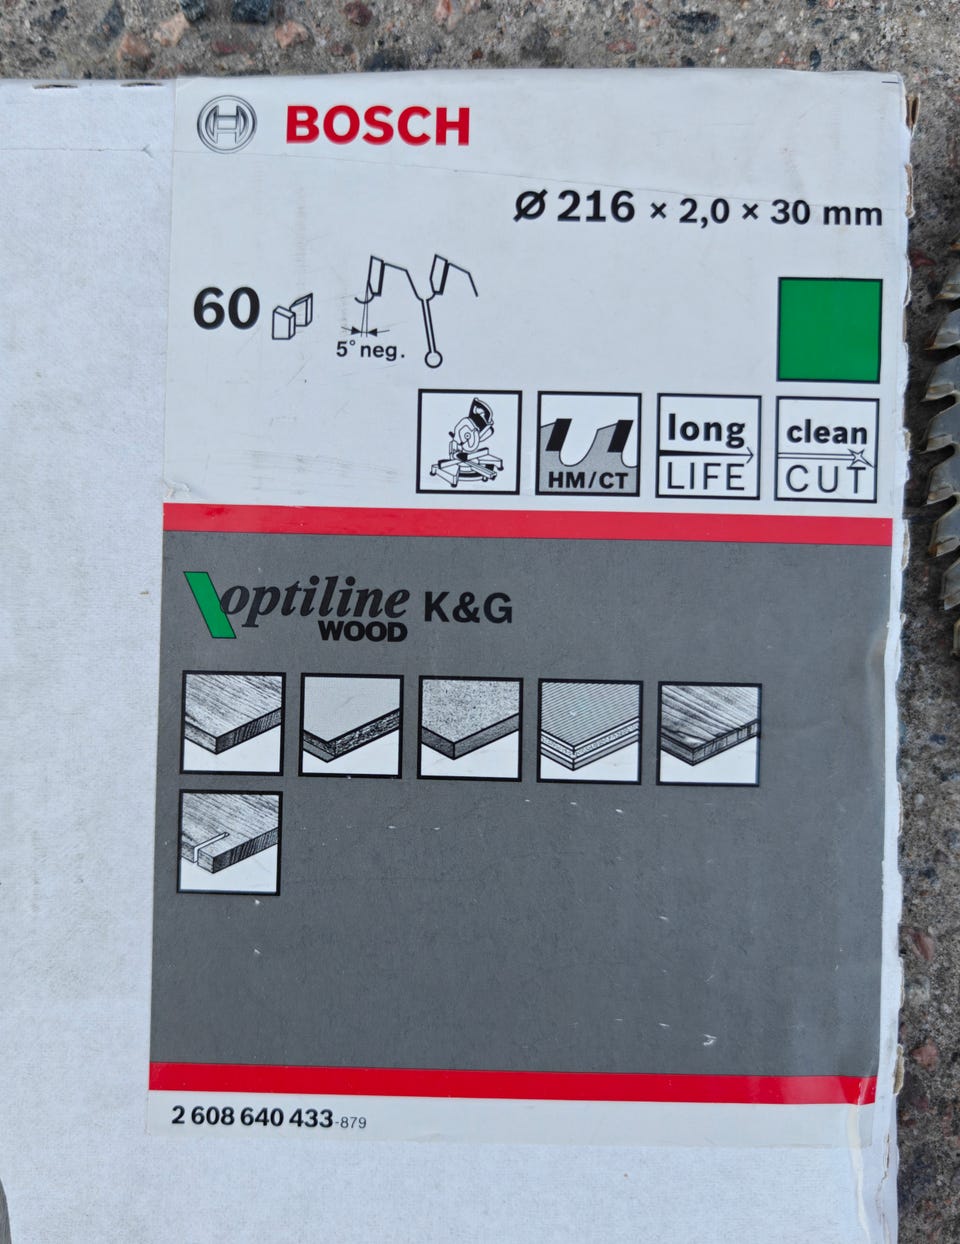 BOSCH
Ø 216 × 2,0 × 30 mm
60
5° neg.
HM/CT
long
LIFE
clean
CUT
optiline
WOOD K&G
2 608 640 433-879